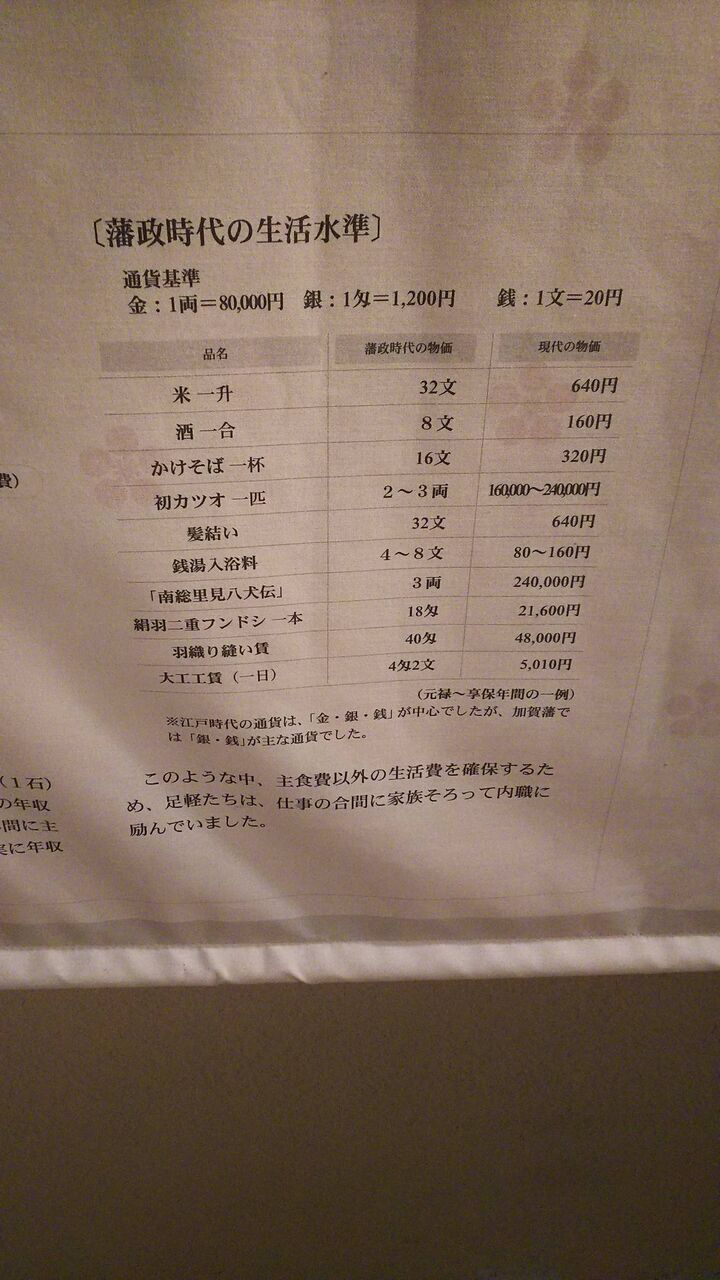 〔藩政時代の生活水準〕
通貨基準
金：1両＝80,000円　銀：1匁＝1,200円　銭：1文＝20円
品名　藩政時代の物価　現代の物価
米 一升　32文　640円
酒 一合　８文　160円
かけそば 一杯　16文　320円
初カツオ 一匹　２～３両　160,000～240,000円
髪結い　32文　640円
銭湯入浴料　４～８文　80～160円
「南総里見八犬伝」　３両　240,000円
絹羽二重フンドシ 一本　18匁　21,600円
羽織り縫い賃　40匁　48,000円
大工工賃（一日）　4匁2文　5,010円
（元禄～享保年間の一例）
※江戸時代の通貨は、「金・銀・銭」が中心でしたが、加賀藩で
は「銀・銭」が主な通貨でした。
このような中、主食費以外の生活費を確保するた
め、足軽たちは、仕事の合間に家族そろって内職に
励んでいました。
費）
（１石）
の年収
間に主
実に年収